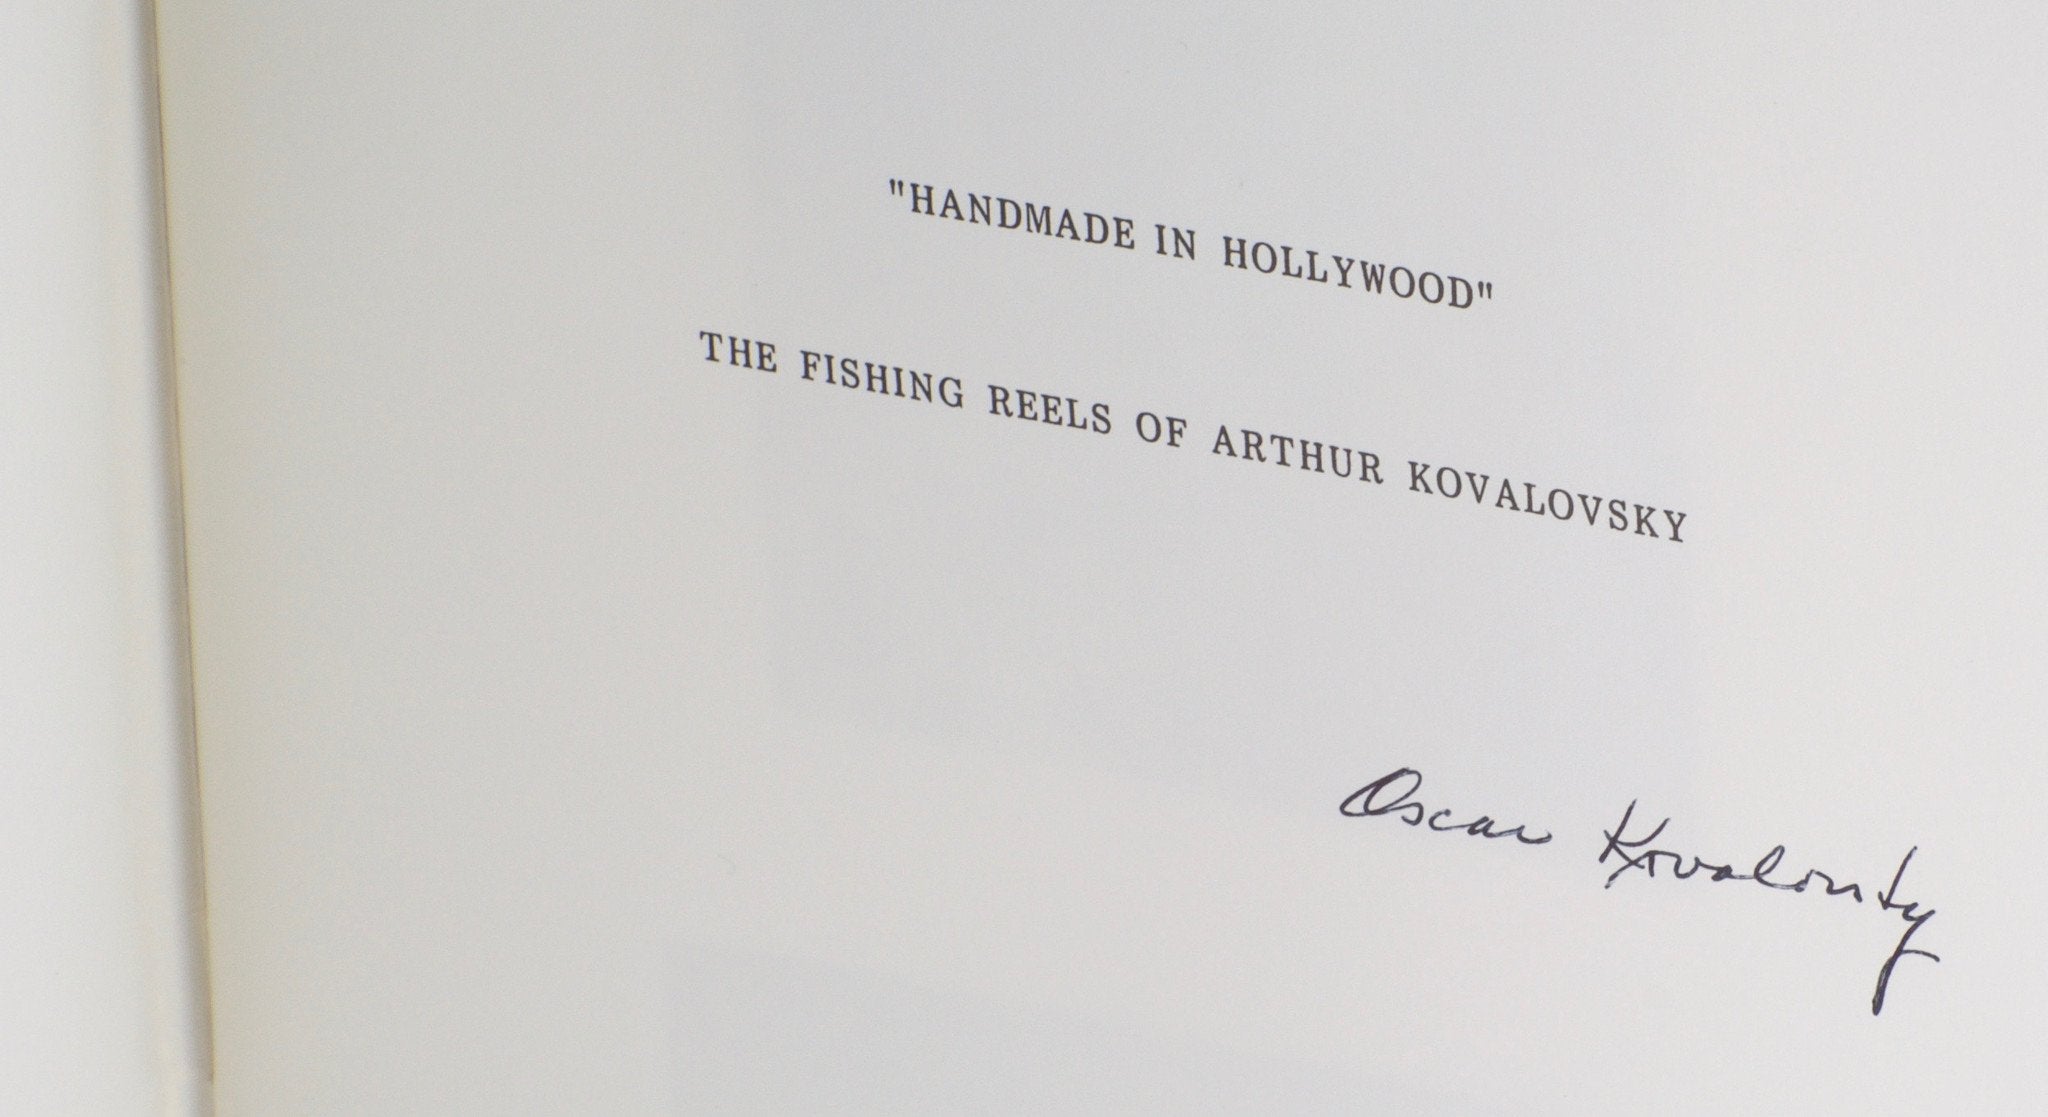 "HANDMADE IN HOLLYWOOD"
THE FISHING REELS OF ARTHUR KOVALOVSKY
Oscar Kovalovsky